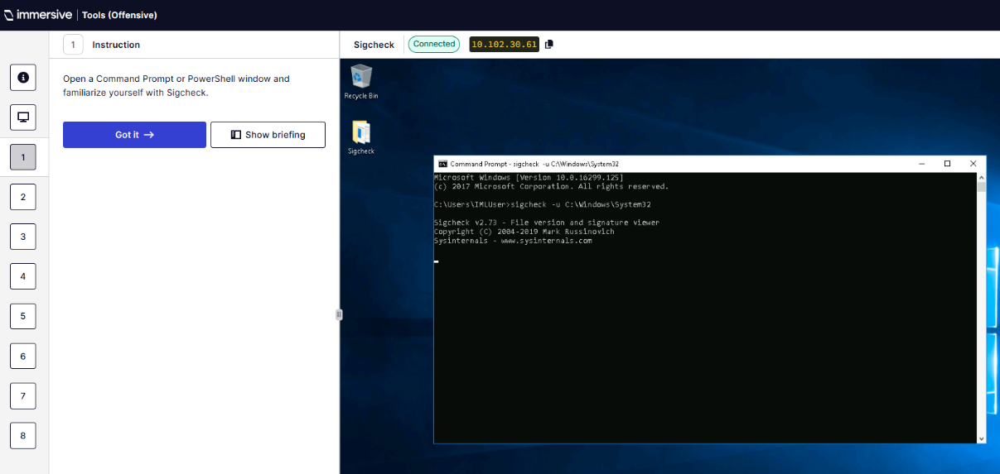 immersive Tools (Offensive)
1 Instruction
Sigcheck Connected 10.102.30.61
Open a Command Prompt or PowerShell window and
familiarize yourself with Sigcheck.
Got it → Show briefing
1
2
3
4
5
6
7
8
Recycle Bin
Sigcheck
Command Prompt - sigcheck -u C:\Windows\System32
Microsoft Windows [Version 10.0.16299.125]
(c) 2017 Microsoft Corporation. All rights reserved.
C:\Users\IMLUser>sigcheck -u C:\Windows\System32
Sigcheck v2.73 - File version and signature viewer
Copyright (C) 2004-2019 Mark Russinovich
Sysinternals - www.sysinternals.com